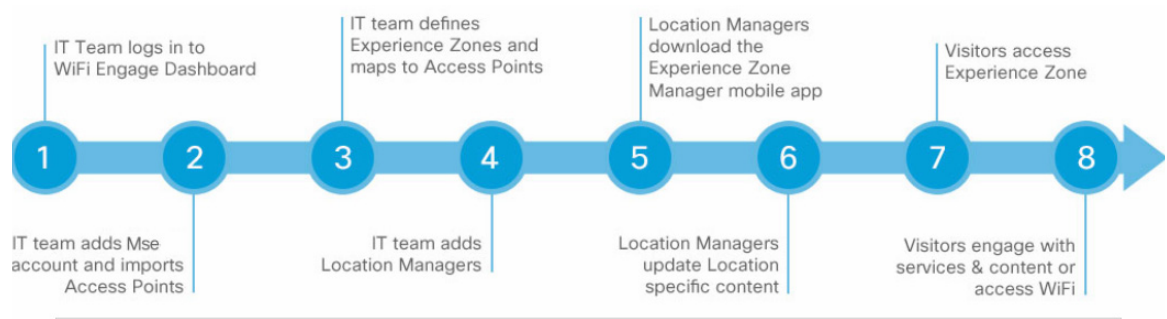 IT Team logs in to
WiFi Engage Dashboard
IT team defines
Experience Zones and
maps to Access Points
Location Managers
download the
Experience Zone
Manager mobile app
Visitors access
Experience Zone
1
2
3
4
5
6
7
8
IT team adds Mse
account and imports
Access Points
IT team adds
Location Managers
Location Managers
update Location
specific content
Visitors engage with
services & content or
access WiFi